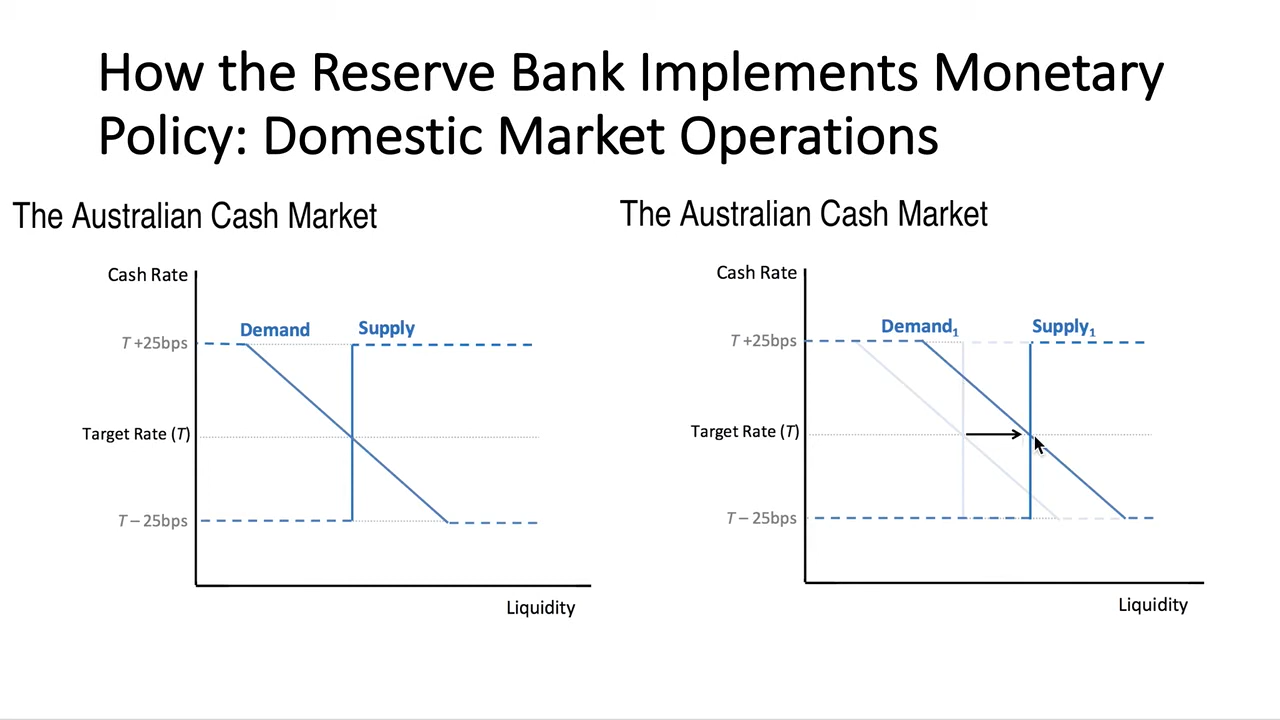 How the Reserve Bank Implements Monetary
Policy: Domestic Market Operations
The Australian Cash Market
Cash Rate
Demand
Supply
T +25bps
Target Rate (T)
T – 25bps
Liquidity
The Australian Cash Market
Cash Rate
Demand₁
Supply₁
T +25bps
Target Rate (T)
T – 25bps
Liquidity